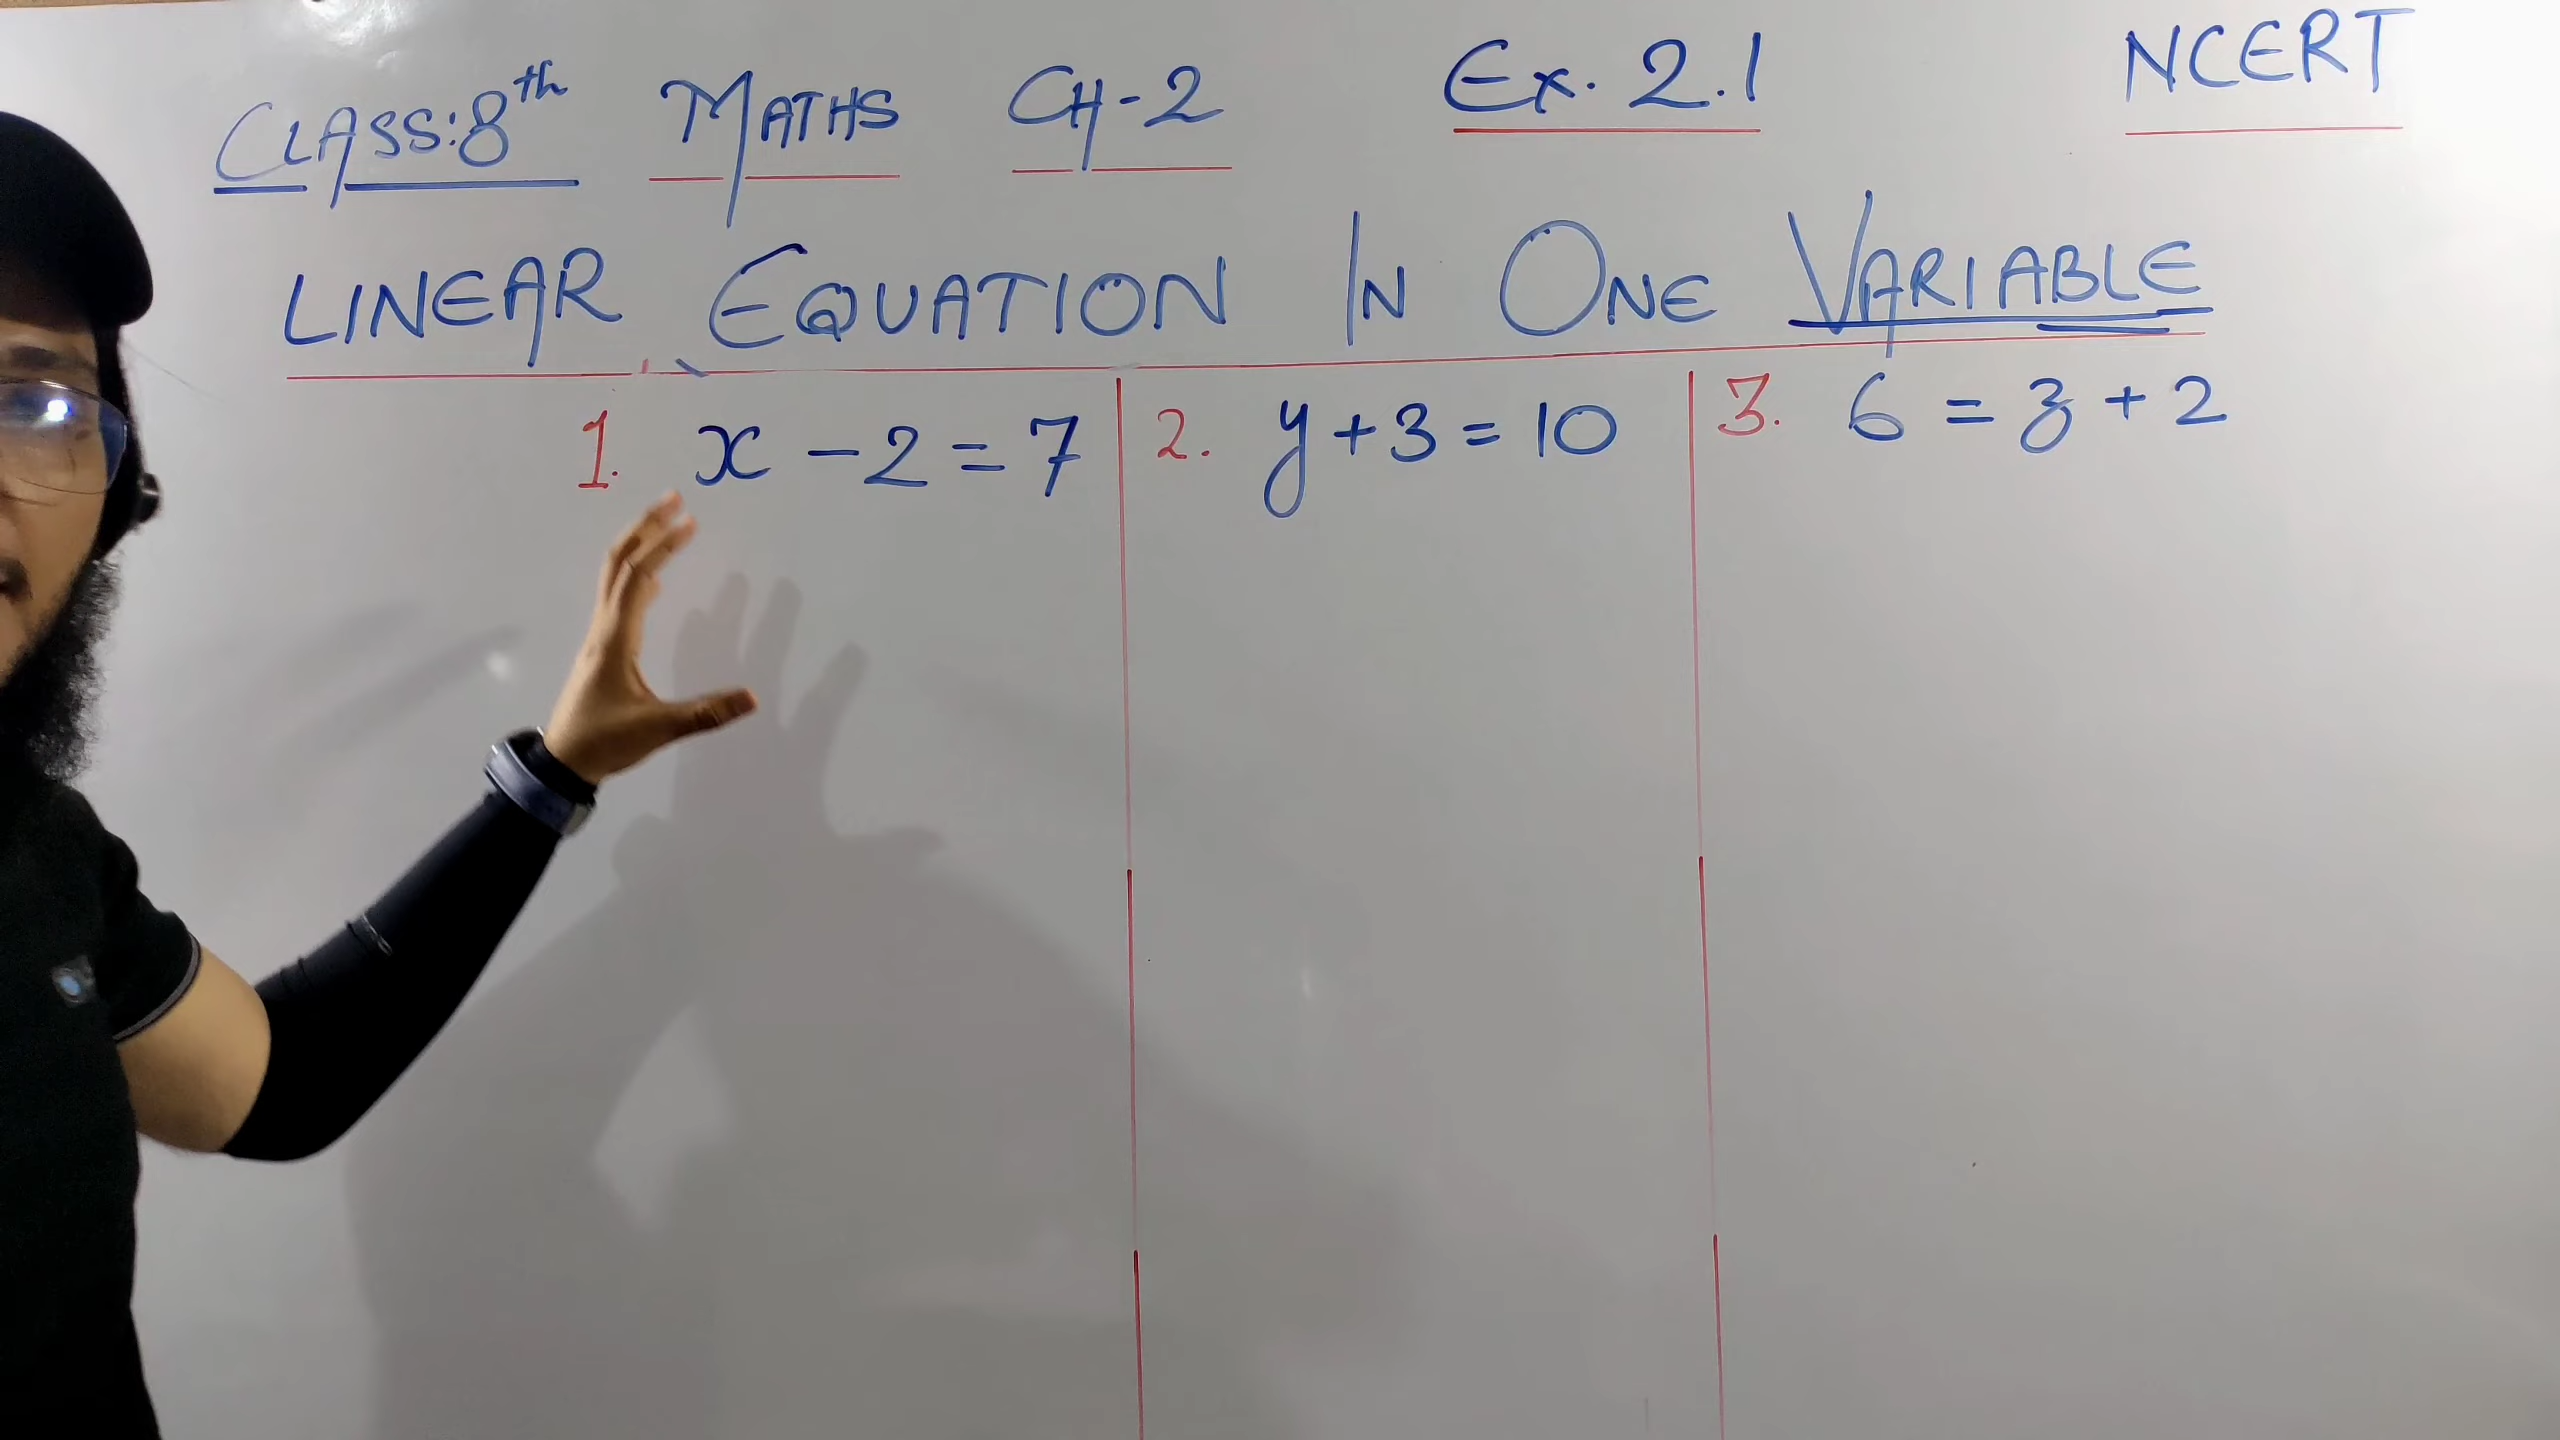 CLASS:8th MATHS CH-2 Ex. 2.1 NCERT
LINEAR EQUATION IN ONE VARIABLE
1. x - 2 = 7
2. y + 3 = 10
3. 6 = z + 2